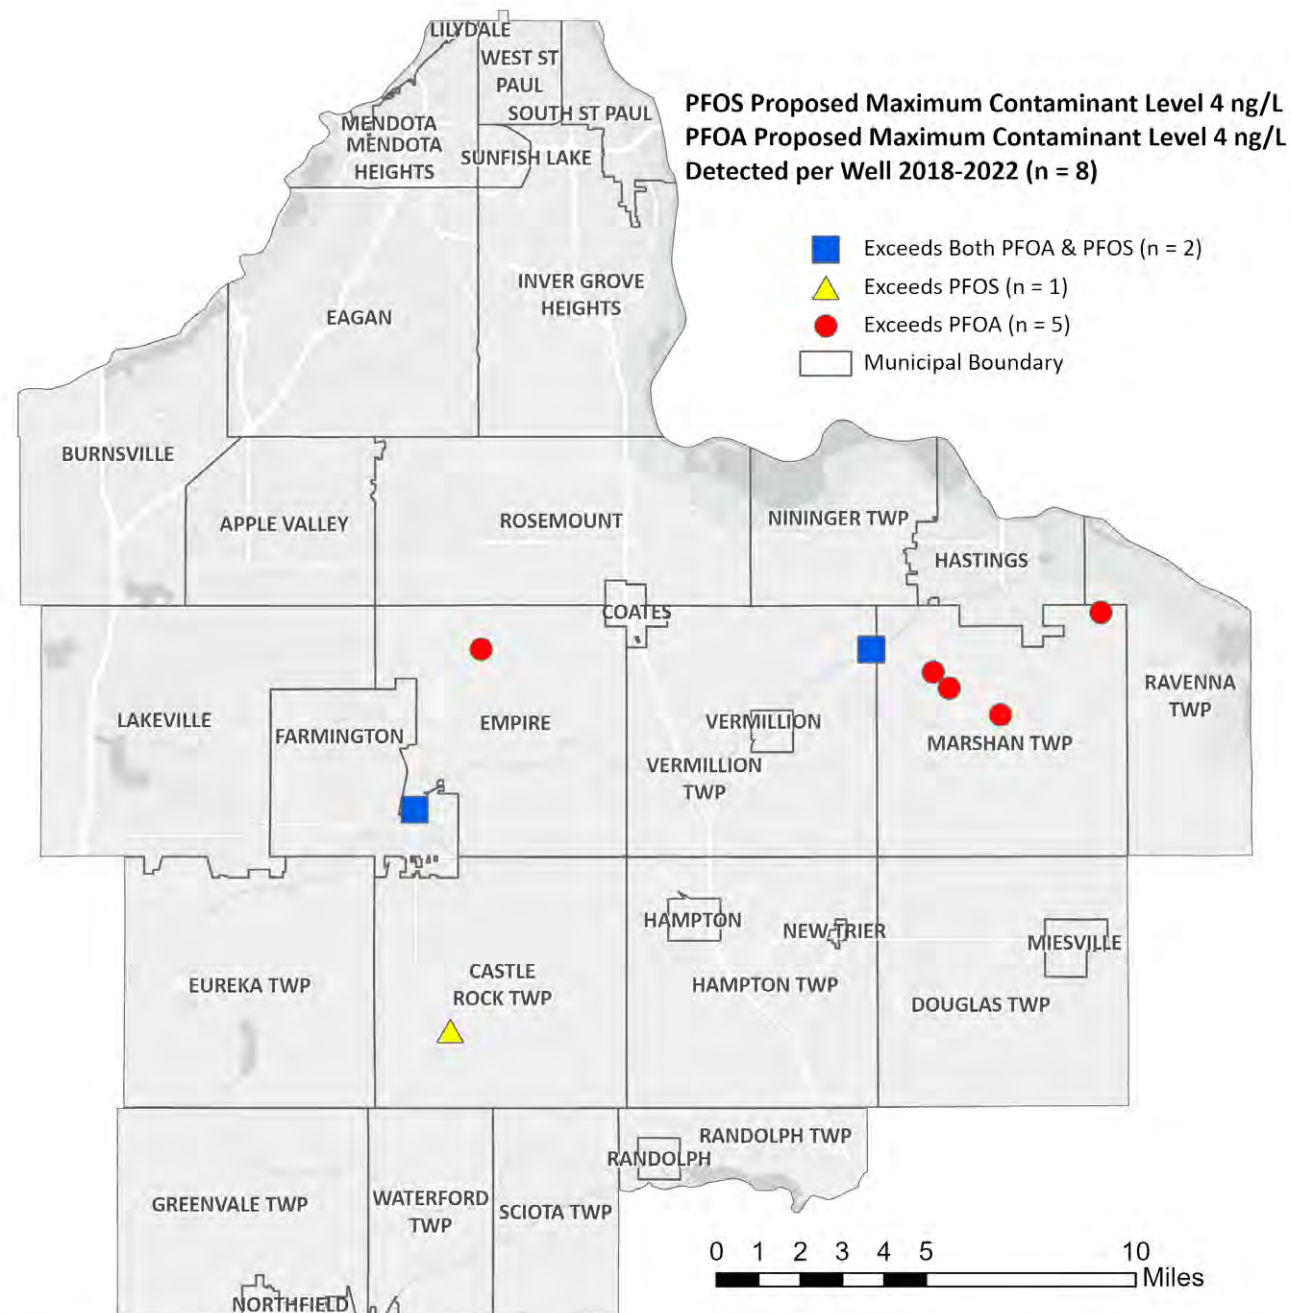 LILYDALE
WEST ST
PAUL
SOUTH ST PAUL
MENDOTA
MENDOTA
HEIGHTS
SUNFISH LAKE
PFOS Proposed Maximum Contaminant Level 4 ng/L
PFOA Proposed Maximum Contaminant Level 4 ng/L
Detected per Well 2018-2022 (n = 8)
Exceeds Both PFOA & PFOS (n = 2)
Exceeds PFOS (n = 1)
Exceeds PFOA (n = 5)
Municipal Boundary
INVER GROVE
HEIGHTS
EAGAN
BURNSVILLE
APPLE VALLEY
ROSEMOUNT
NININGER TWP
HASTINGS
COATES
LAKEVILLE
FARMINGTON
EMPIRE
VERMILLION
VERMILLION
TWP
MARSHAN TWP
RAVENNA
TWP
HAMPTON
NEW TRIER
MIESVILLE
EUREKA TWP
CASTLE
ROCK TWP
HAMPTON TWP
DOUGLAS TWP
RANDOLPH TWP
RANDOLPH
GREENVALE TWP
WATERFORD
TWP
SCIOTA TWP
NORTHFIELD
0 1 2 3 4 5 10
Miles